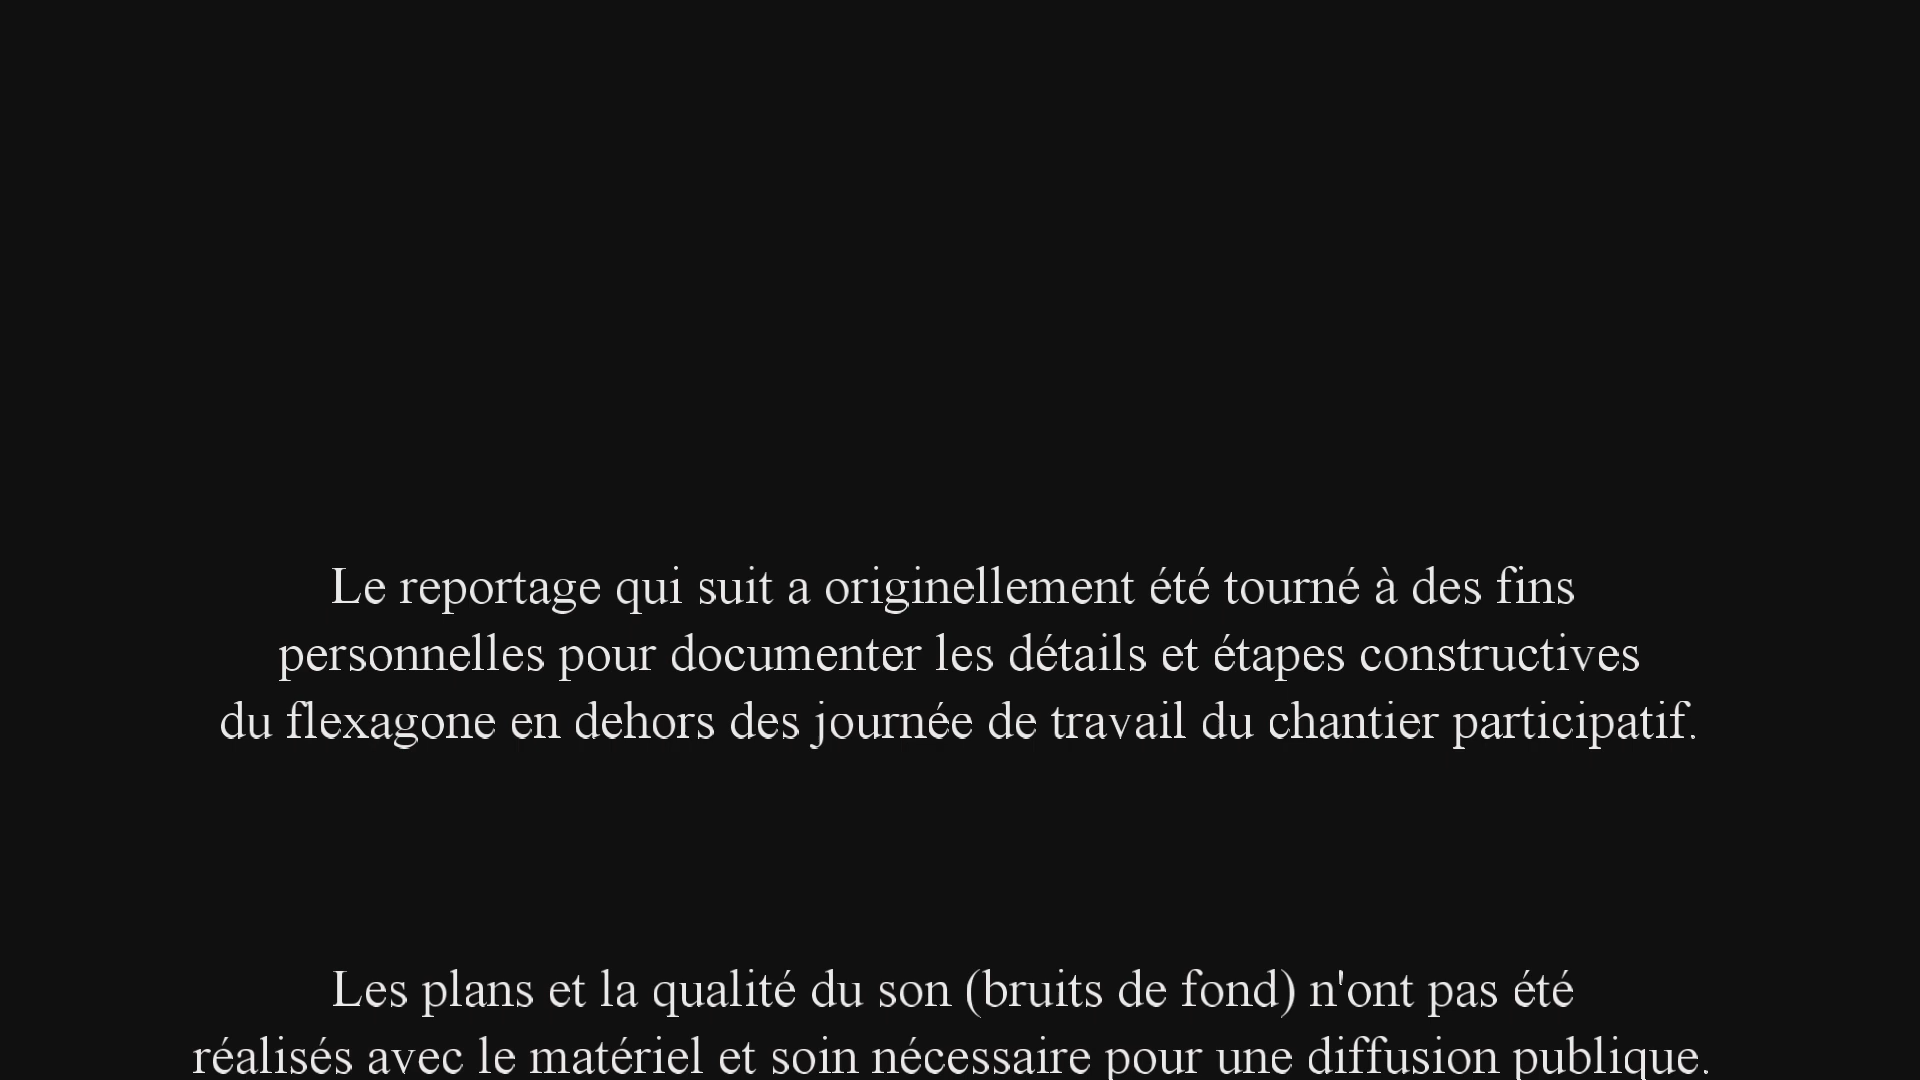 Le reportage qui suit a originellement été tourné à des fins
personnelles pour documenter les détails et étapes constructives
du flexagone en dehors des journée de travail du chantier participatif.
Les plans et la qualité du son (bruits de fond) n'ont pas été
réalisés avec le matériel et soin nécessaire pour une diffusion publique.